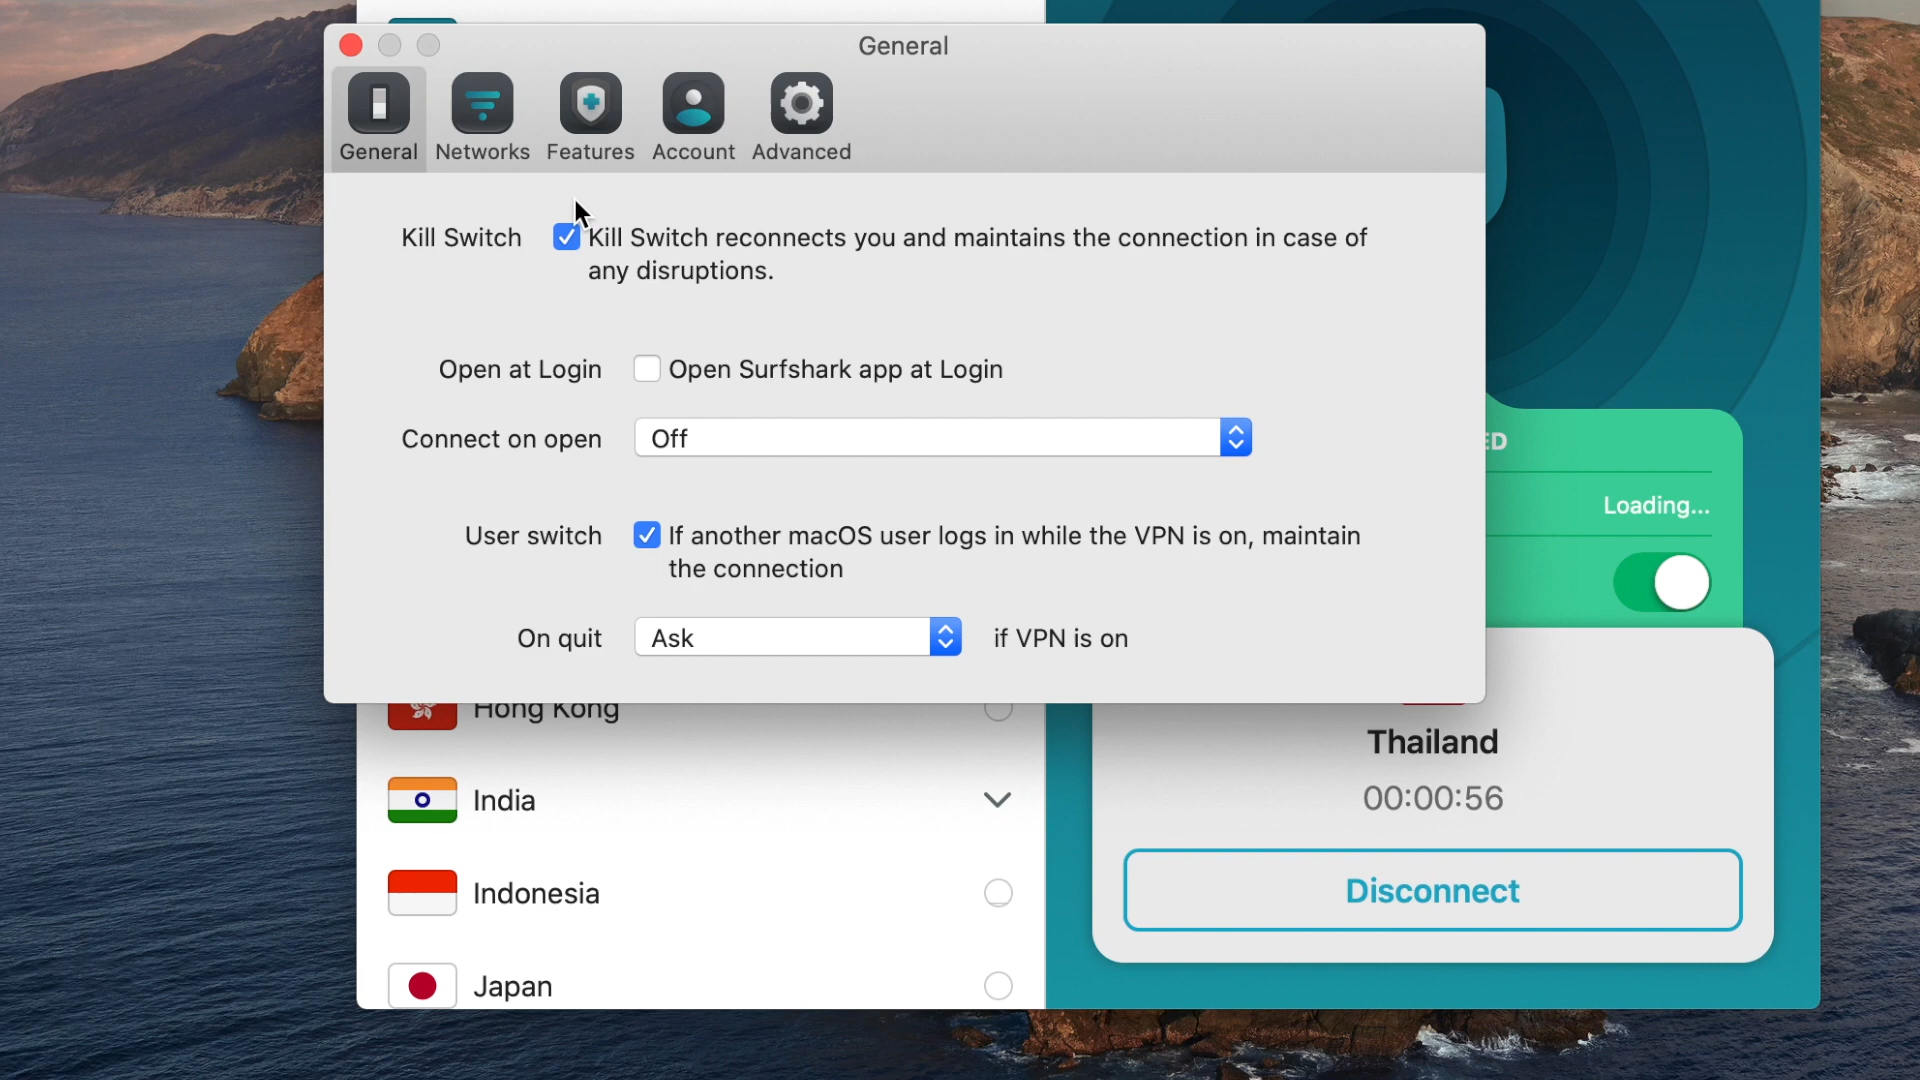 General
General Networks Features Account Advanced
Kill Switch Kill Switch reconnects you and maintains the connection in case of
any disruptions.
Open at Login Open Surfshark app at Login
Connect on open Off
User switch If another macOS user logs in while the VPN is on, maintain
the connection
On quit Ask if VPN is on
ED
Loading...
Hong Kong
India
Indonesia
Japan
Thailand
00:00:56
Disconnect